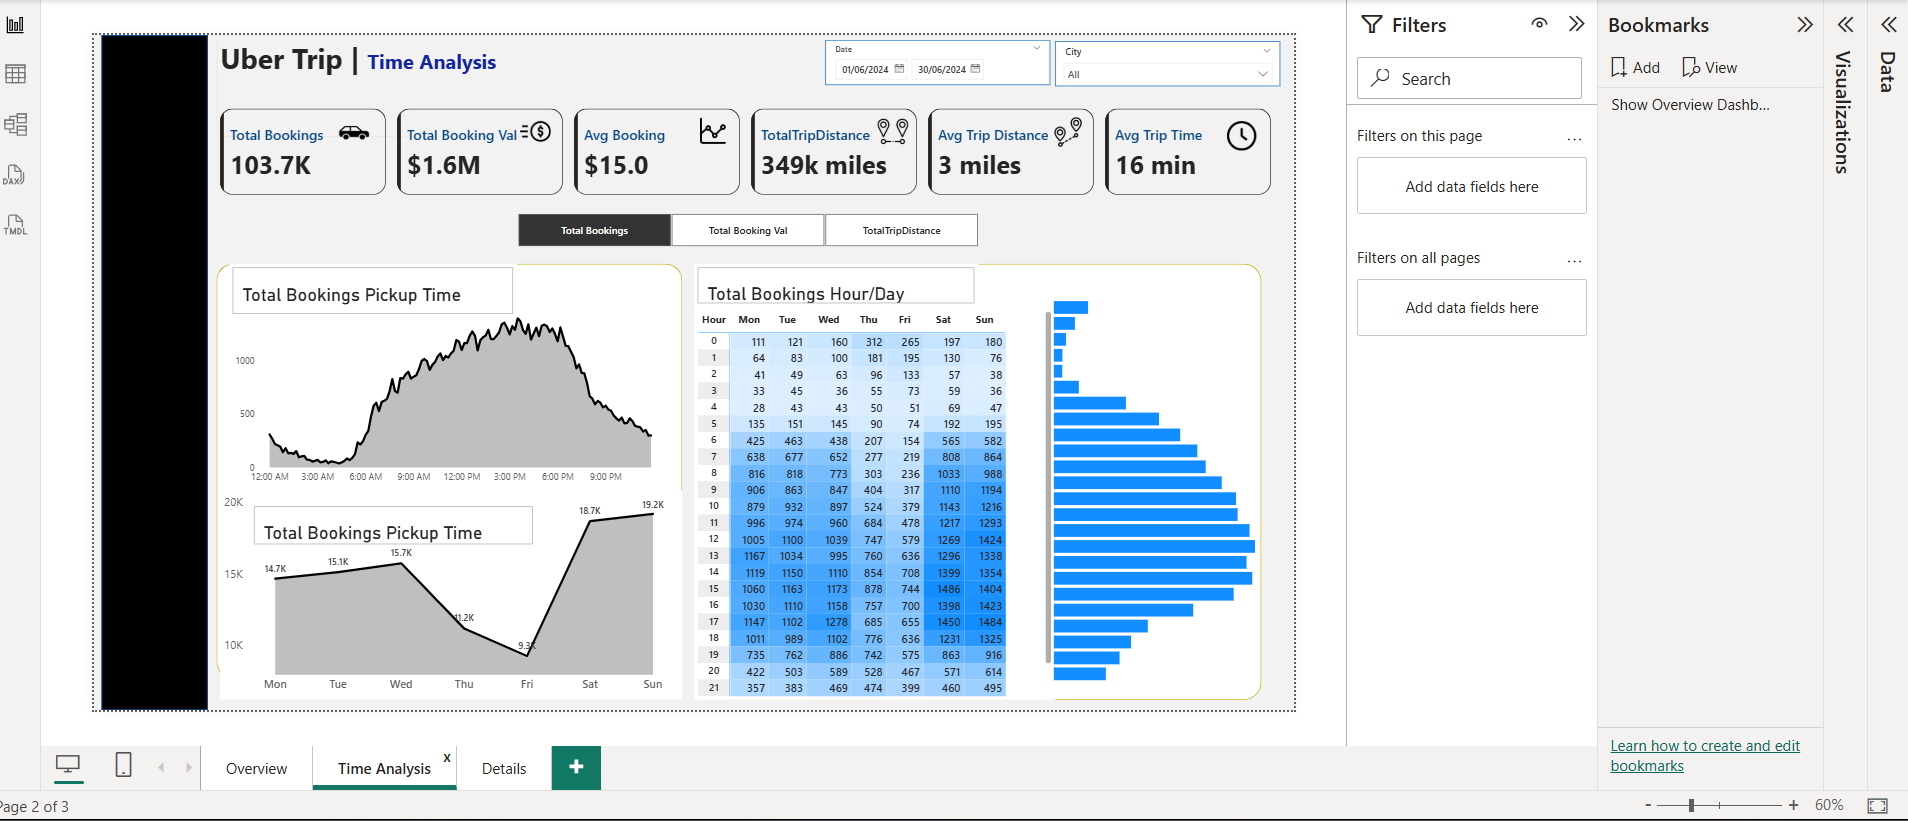 Uber Trip | Time Analysis
Date
01/06/2024 30/06/2024
City
All
Total Bookings
103.7K
Total Booking Val
$1.6M
Avg Booking
$15.0
TotalTripDistance
349k miles
Avg Trip Distance
3 miles
Avg Trip Time
16 min
Total Bookings Total Booking Val TotalTripDistance
Total Bookings Pickup Time
1000
500
0
12:00 AM 3:00 AM 6:00 AM 9:00 AM 12:00 PM 3:00 PM 6:00 PM 9:00 PM
Total Bookings Pickup Time
20K
15K
10K
14.7K 15.1K 15.7K 11.2K 9.3K 18.7K 19.2K
Mon Tue Wed Thu Fri Sat Sun
Total Bookings Hour/Day
Hour Mon Tue Wed Thu Fri Sat Sun
0 111 121 160 312 265 197 180
1 64 83 100 181 195 130 76
2 41 49 63 96 133 57 38
3 33 45 36 55 73 59 36
4 28 43 43 50 51 69 47
5 135 151 145 90 74 192 195
6 425 463 438 207 154 565 582
7 638 677 652 277 219 808 864
8 816 818 773 303 236 1033 988
9 906 863 847 404 317 1110 1194
10 879 932 897 524 379 1143 1216
11 996 974 960 684 478 1217 1293
12 1005 1100 1039 747 579 1269 1424
13 1167 1034 995 760 636 1296 1338
14 1119 1150 1110 854 708 1399 1354
15 1060 1163 1173 878 744 1486 1404
16 1030 1110 1158 757 700 1398 1423
17 1147 1102 1278 685 655 1450 1484
18 1011 989 1102 776 636 1231 1325
19 735 762 886 742 575 863 916
20 422 503 589 528 467 571 614
21 357 383 469 474 399 460 495
Filters
Search
Filters on this page ...
Add data fields here
Filters on all pages ...
Add data fields here
Bookmarks
Add View
Show Overview Dashb...
Learn how to create and edit
bookmarks
Visualizations
Data
DAX
TMDL
Overview Time Analysis x Details +
Page 2 of 3
- + 60%